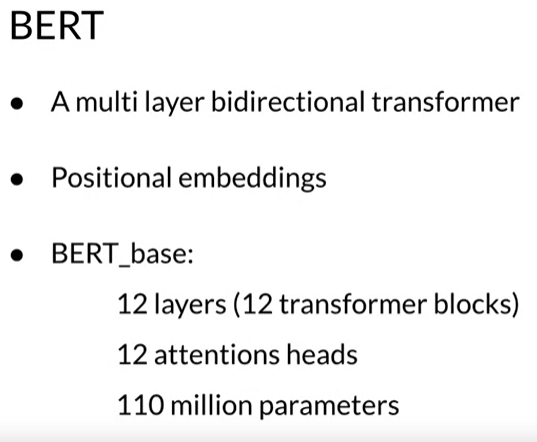 BERT
● A multi layer bidirectional transformer
● Positional embeddings
● BERT_base:
12 layers (12 transformer blocks)
12 attentions heads
110 million parameters